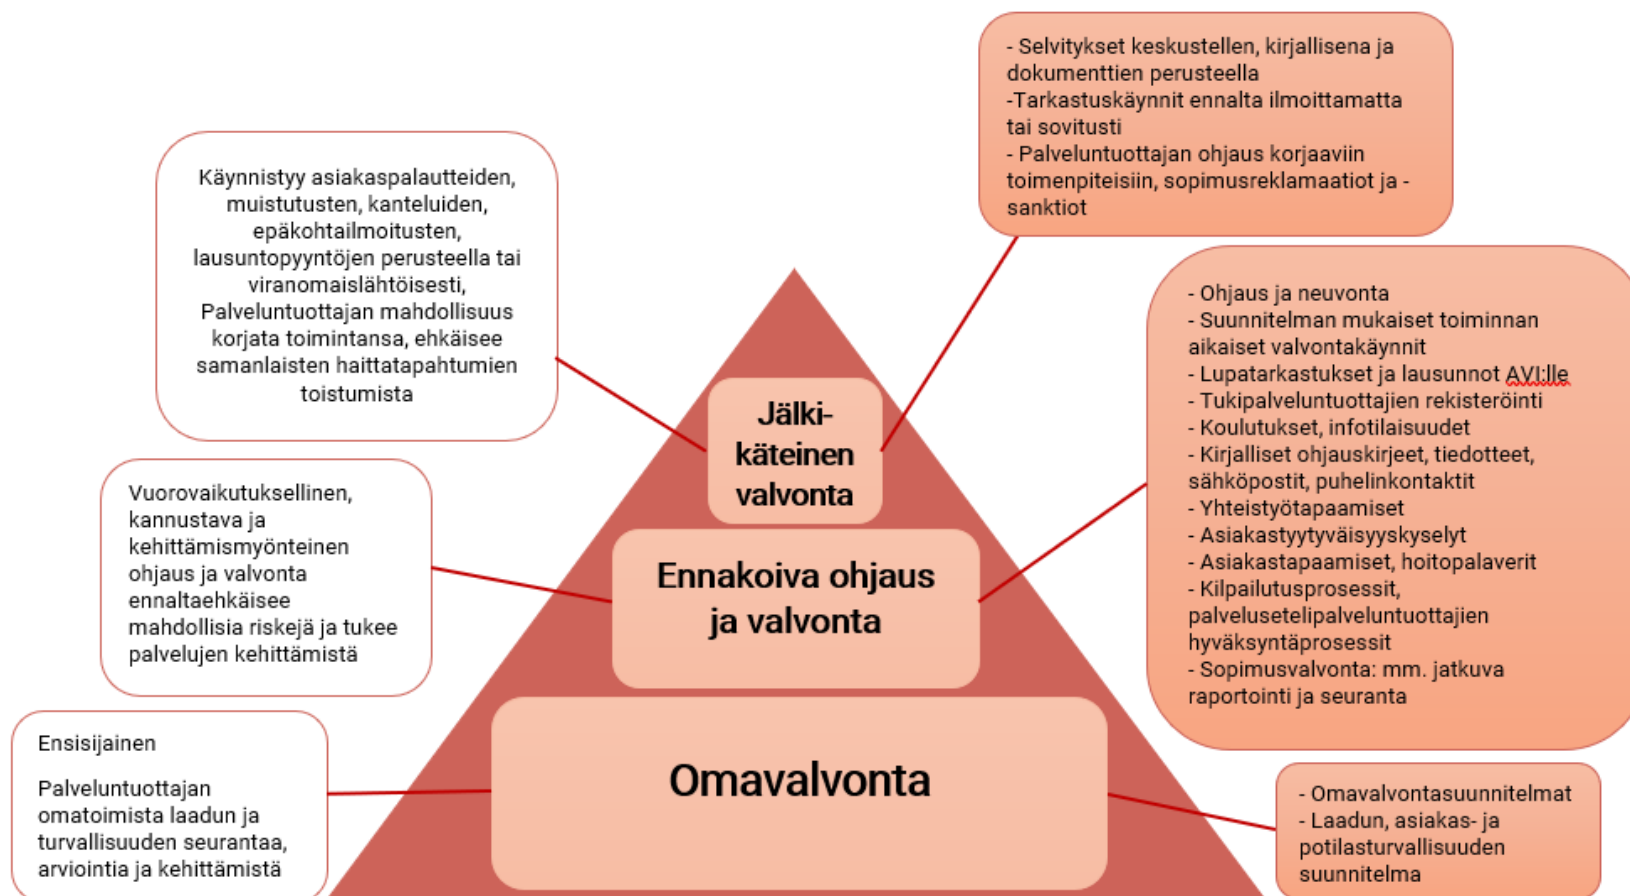 - Selvitykset keskustellen, kirjallisena ja
dokumenttien perusteella
-Tarkastuskäynnit ennalta ilmoittamatta
tai sovitusti
- Palveluntuottajan ohjaus korjaaviin
toimenpiteisiin, sopimusreklamaatiot ja -
sanktiot
Käynnistyy asiakaspalautteiden,
muistutusten, kanteluiden,
epäkohtailmoitusten,
lausuntopyyntöjen perusteella tai
viranomaislähtöisesti,
Palveluntuottajan mahdollisuus
korjata toimintansa, ehkäisee
samanlaisten haittatapahtumien
toistumista
Jälki-
käteinen
valvonta
- Ohjaus ja neuvonta
- Suunnitelman mukaiset toiminnan
aikaiset valvontakäynnit
- Lupatarkastukset ja lausunnot AVI:lle
- Tukipalveluntuottajien rekisteröinti
- Koulutukset, infotilaisuudet
- Kirjalliset ohjauskirjeet, tiedotteet,
sähköpostit, puhelinkontaktit
- Yhteistyötapaamiset
- Asiakastyytyväisyyskyselyt
- Asiakastapaamiset, hoitopalaverit
- Kilpailutusprosessit,
palvelusetelipalveluntuottajien
hyväksyntäprosessit
- Sopimusvalvonta: mm. jatkuva
raportointi ja seuranta
Vuorovaikutuksellinen,
kannustava ja
kehittämismyönteinen
ohjaus ja valvonta
ennaltaehkäisee
mahdollisia riskejä ja tukee
palvelujen kehittämistä
Ennakoiva ohjaus
ja valvonta
Ensisijainen
Palveluntuottajan
omatoimista laadun ja
turvallisuuden seurantaa,
arviointia ja kehittämistä
Omavalvonta
- Omavalvontasuunnitelmat
- Laadun, asiakas- ja
potilasturvallisuuden
suunnitelma